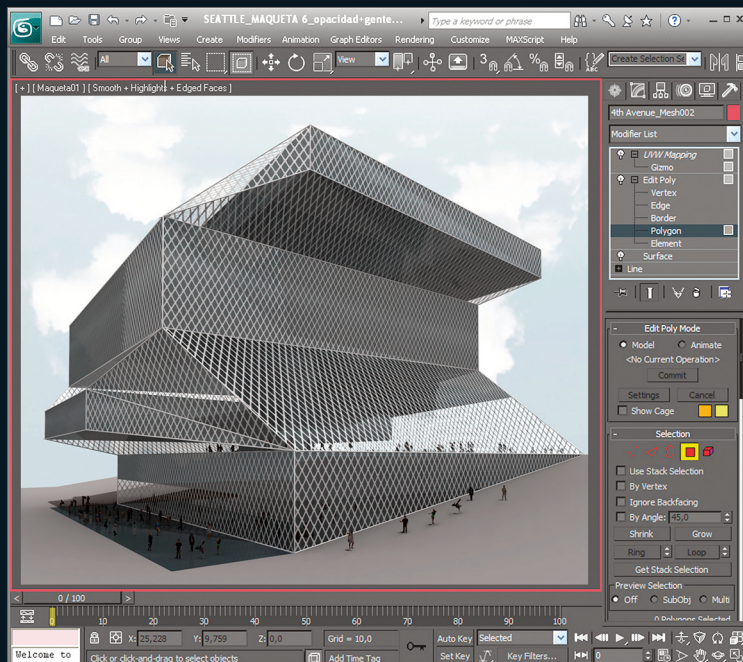 SEATTLE_MAQUETA 6_opacidad+gente...
Type a keyword or phrase
Edit Tools Group Views Create Modifiers Animation Graph Editors Rendering Customize MAXScript Help
All
View
3
%
Create Selection Se
[ + ] [ Maqueta01 ] [ Smooth + Highlights + Edged Faces ]
4th Avenue_Mesh002
Modifier List
UVW Mapping
Gizmo
Edit Poly
Vertex
Edge
Border
Polygon
Element
Surface
Line
Edit Poly Mode
Model Animate
<No Current Operation>
Commit
Settings Cancel
Show Cage
Selection
Use Stack Selection
By Vertex
Ignore Backfacing
By Angle: 45,0
Shrink Grow
Ring Loop
Get Stack Selection
Preview Selection
Off SubObj Multi
0 Polygons Selected
0 / 100
0 10 20 30 40 50 60 70 80 90 100
X: 25,228 Y: 9,759 Z: 0,0 Grid = 10,0 Auto Key Selected
Welcome to Click or click-and-drag to select objects Add Time Tag Set Key Key Filters... 0